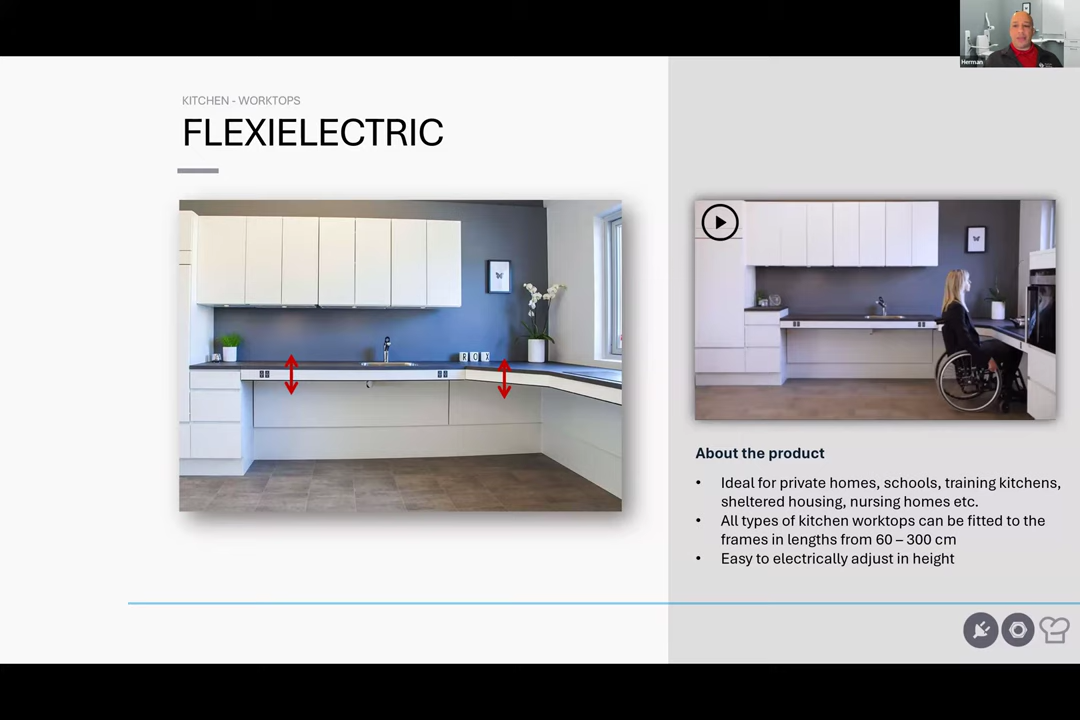 Herman
KITCHEN - WORKTOPS
FLEXIELECTRIC
About the product
• Ideal for private homes, schools, training kitchens,
sheltered housing, nursing homes etc.
• All types of kitchen worktops can be fitted to the
frames in lengths from 60 – 300 cm
• Easy to electrically adjust in height